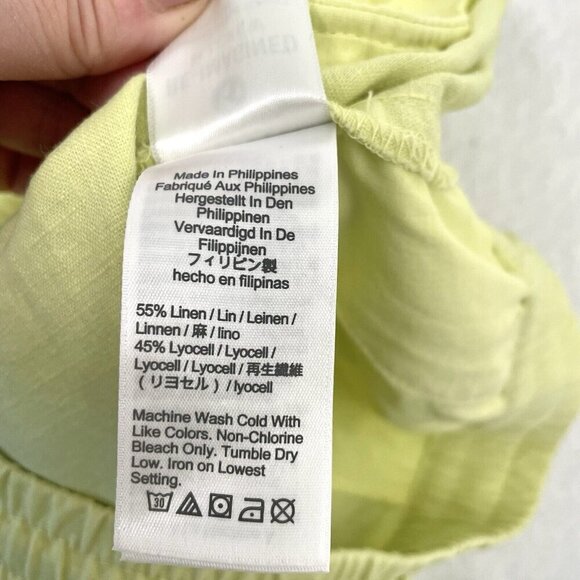 Made In Philippines
Fabriqué Aux Philippines
Hergestellt In Den
Philippinen
Vervaardigd In De
Filippijnen
フィリピン製
hecho en filipinas
55% Linen / Lin / Leinen /
Linnen / 麻 / lino
45% Lyocell / Lyocell /
Lyocell / Lyocell / 再生繊維
(リヨセル) / lyocell
Machine Wash Cold With
Like Colors. Non-Chlorine
Bleach Only. Tumble Dry
Low. Iron on Lowest
Setting.
30